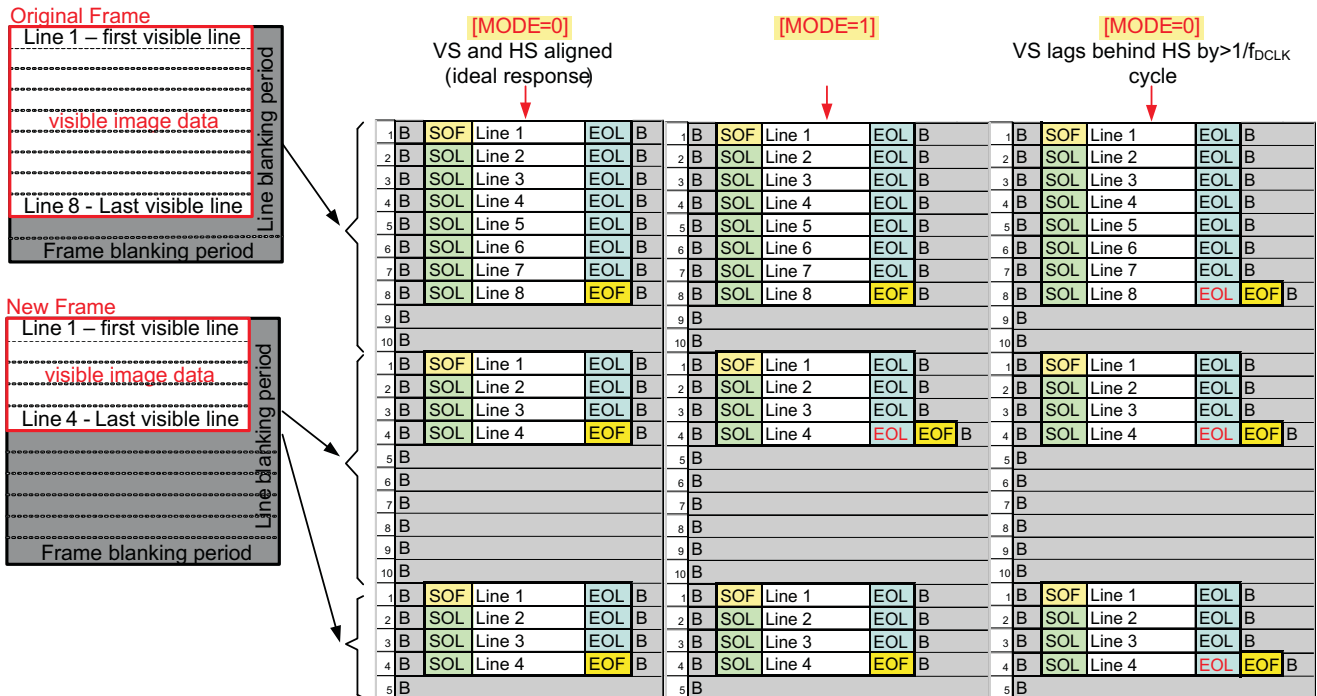 Original Frame
Line 1 – first visible line
visible image data
Line 8 - Last visible line
Frame blanking period
Line blanking period
New Frame
Line 1 – first visible line
visible image data
Line 4 - Last visible line
Frame blanking period
Line blanking period
[MODE=0]
VS and HS aligned
(ideal response)
1 B SOF Line 1 EOL B
2 B SOL Line 2 EOL B
3 B SOL Line 3 EOL B
4 B SOL Line 4 EOL B
5 B SOL Line 5 EOL B
6 B SOL Line 6 EOL B
7 B SOL Line 7 EOL B
8 B SOL Line 8 EOF B
9 B
10 B
1 B SOF Line 1 EOL B
2 B SOL Line 2 EOL B
3 B SOL Line 3 EOL B
4 B SOL Line 4 EOF B
5 B
6 B
7 B
8 B
9 B
10 B
1 B SOF Line 1 EOL B
2 B SOL Line 2 EOL B
3 B SOL Line 3 EOL B
4 B SOL Line 4 EOF B
5 B
[MODE=1]
1 B SOF Line 1 EOL B
2 B SOL Line 2 EOL B
3 B SOL Line 3 EOL B
4 B SOL Line 4 EOL B
5 B SOL Line 5 EOL B
6 B SOL Line 6 EOL B
7 B SOL Line 7 EOL B
8 B SOL Line 8 EOF B
9 B
10 B
1 B SOF Line 1 EOL B
2 B SOL Line 2 EOL B
3 B SOL Line 3 EOL B
4 B SOL Line 4 EOL EOF B
5 B
6 B
7 B
8 B
9 B
10 B
1 B SOF Line 1 EOL B
2 B SOL Line 2 EOL B
3 B SOL Line 3 EOL B
4 B SOL Line 4 EOF B
5 B
[MODE=0]
VS lags behind HS by>1/fDCLK
cycle
1 B SOF Line 1 EOL B
2 B SOL Line 2 EOL B
3 B SOL Line 3 EOL B
4 B SOL Line 4 EOL B
5 B SOL Line 5 EOL B
6 B SOL Line 6 EOL B
7 B SOL Line 7 EOL B
8 B SOL Line 8 EOL EOF B
9 B
10 B
1 B SOF Line 1 EOL B
2 B SOL Line 2 EOL B
3 B SOL Line 3 EOL B
4 B SOL Line 4 EOL EOF B
5 B
6 B
7 B
8 B
9 B
10 B
1 B SOF Line 1 EOL B
2 B SOL Line 2 EOL B
3 B SOL Line 3 EOL B
4 B SOL Line 4 EOL EOF B
5 B